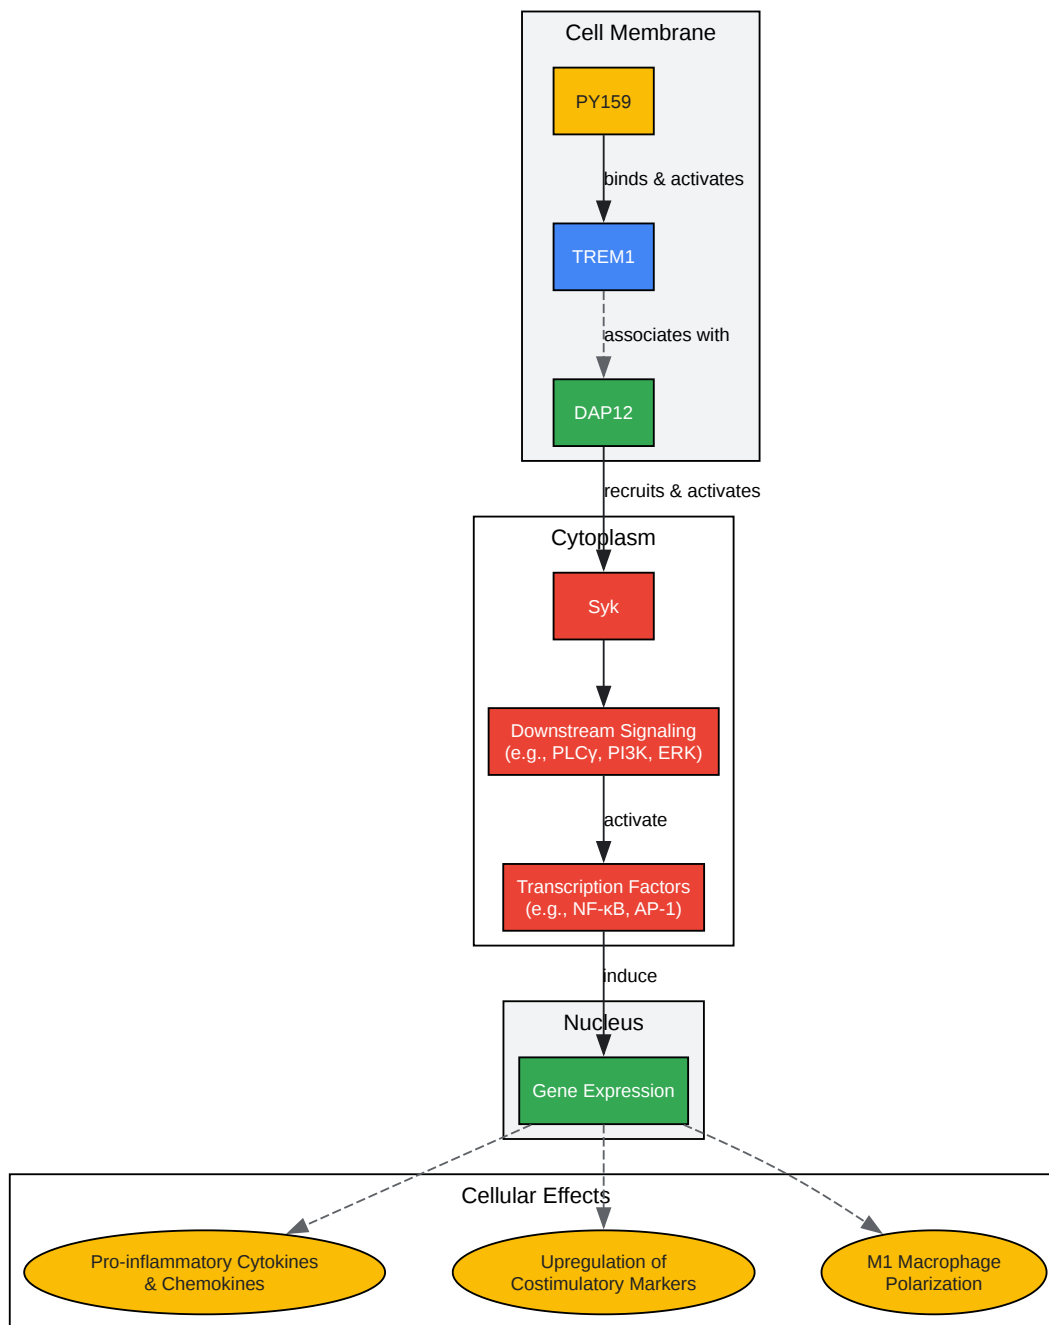 Cell Membrane
PY159
binds & activates
TREM1
associates with
DAP12
recruits & activates
Cytoplasm
Syk
Downstream Signaling
(e.g., PLCγ, PI3K, ERK)
activate
Transcription Factors
(e.g., NF-κB, AP-1)
induce
Nucleus
Gene Expression
Cellular Effects
Pro-inflammatory Cytokines
& Chemokines
Upregulation of
Costimulatory Markers
M1 Macrophage
Polarization